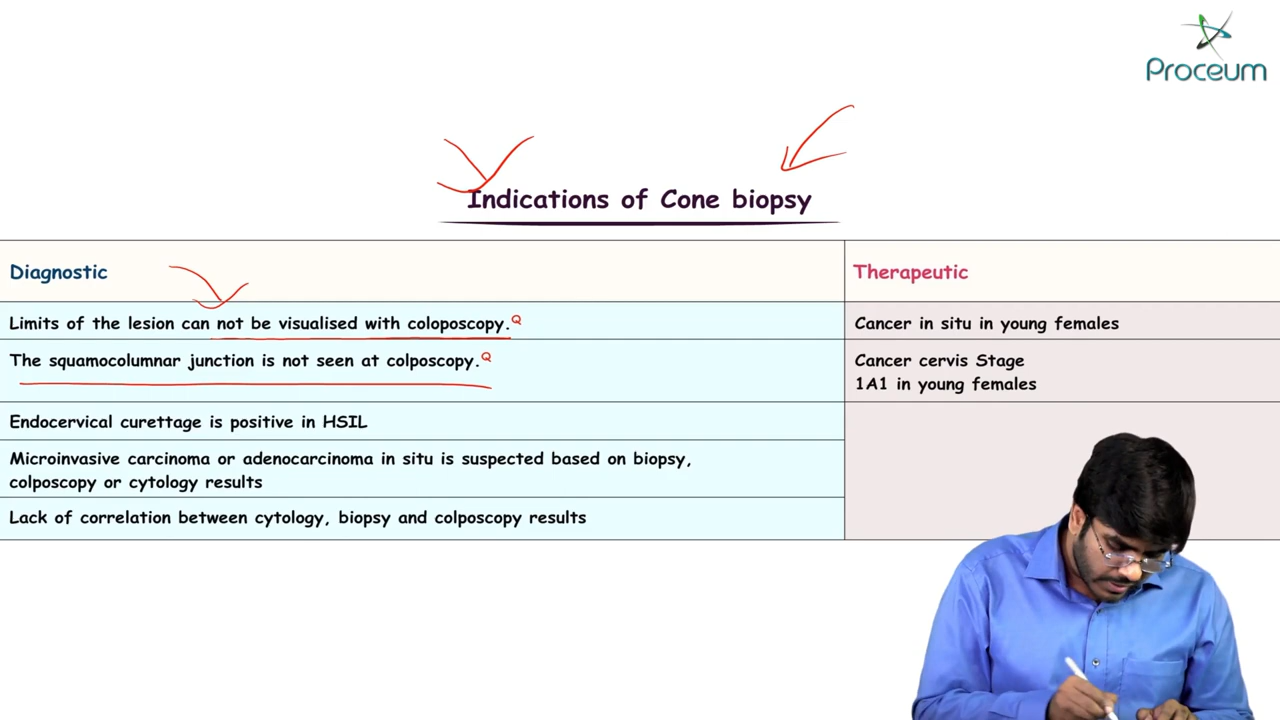 Proceum
Indications of Cone biopsy
Diagnostic
Therapeutic
Limits of the lesion can not be visualised with coloposcopy.Q
Cancer in situ in young females
The squamocolumnar junction is not seen at colposcopy.Q
Cancer cervis Stage
1A1 in young females
Endocervical curettage is positive in HSIL
Microinvasive carcinoma or adenocarcinoma in situ is suspected based on biopsy,
colposcopy or cytology results
Lack of correlation between cytology, biopsy and colposcopy results